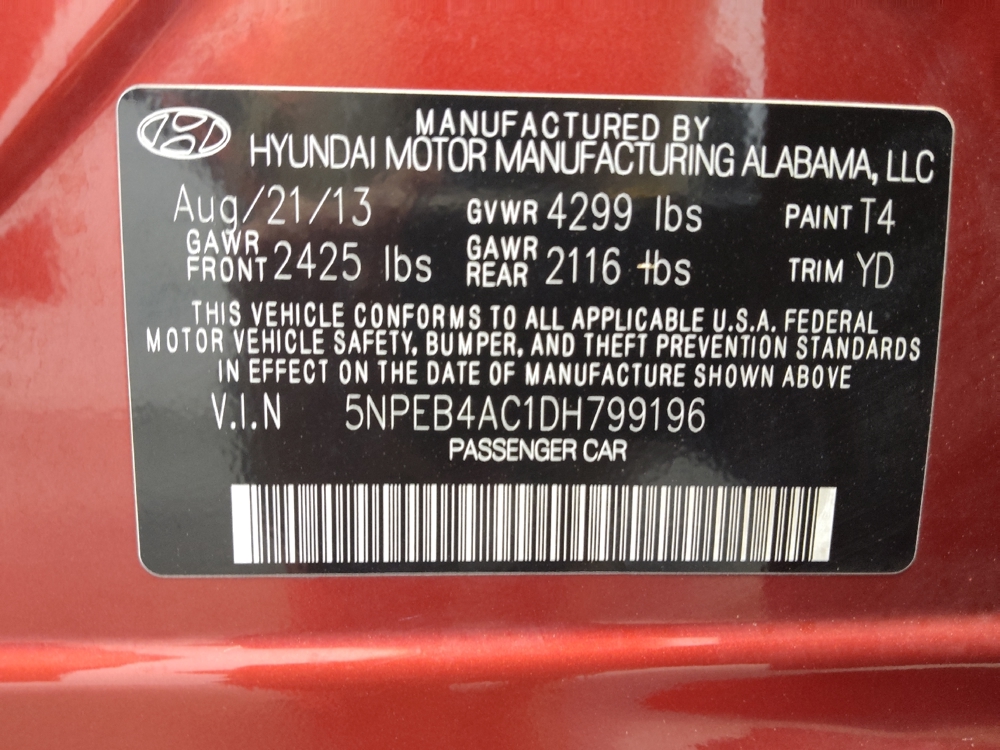 MANUFACTURED BY
HYUNDAI MOTOR MANUFACTURING ALABAMA, LLC
Aug/21/13 GVWR 4299 lbs PAINT T4
GAWR FRONT 2425 lbs GAWR REAR 2116 lbs TRIM YD
THIS VEHICLE CONFORMS TO ALL APPLICABLE U.S.A. FEDERAL
MOTOR VEHICLE SAFETY, BUMPER, AND THEFT PREVENTION STANDARDS
IN EFFECT ON THE DATE OF MANUFACTURE SHOWN ABOVE
V.I.N 5NPEB4AC1DH799196
PASSENGER CAR